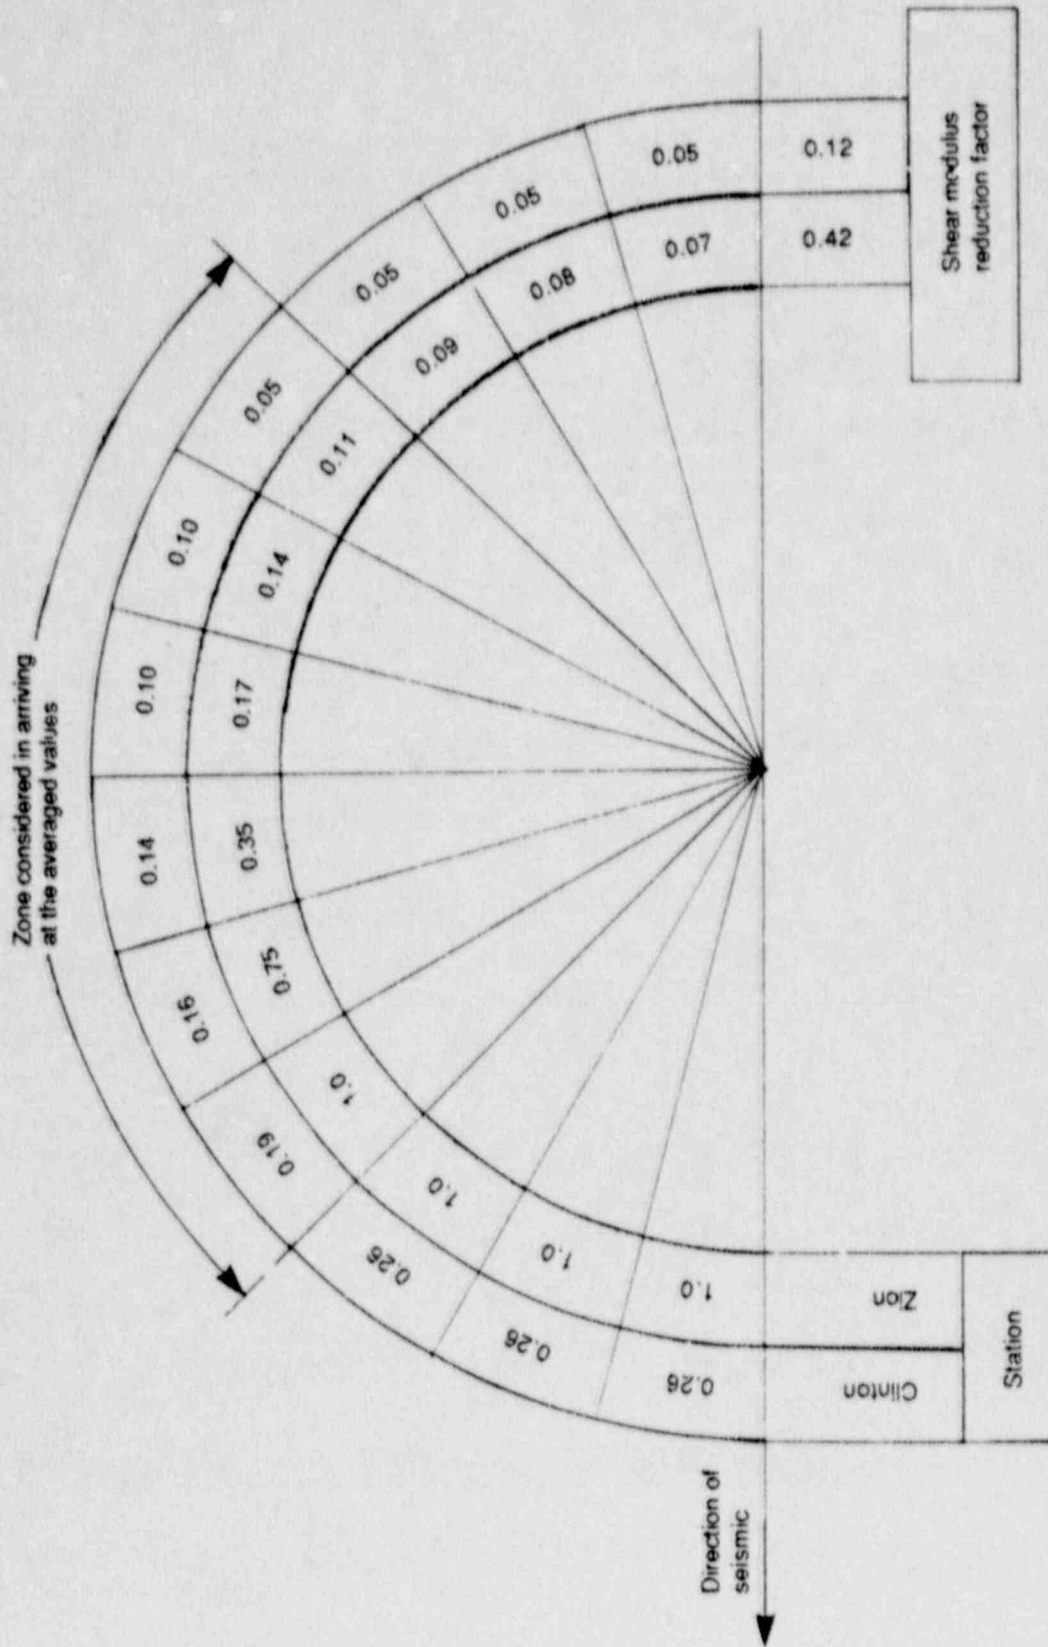 Zone considered in arriving
at the averaged values
0.26
0.26
0.26
0.19
0.16
0.14
0.10
0.10
0.05
0.05
0.05
0.05
0.12
1.0
1.0
1.0
1.0
0.75
0.35
0.17
0.14
0.11
0.09
0.08
0.07
0.42
Shear modulus
reduction factor
Direction of
seismic
Zion
Clinton
Station